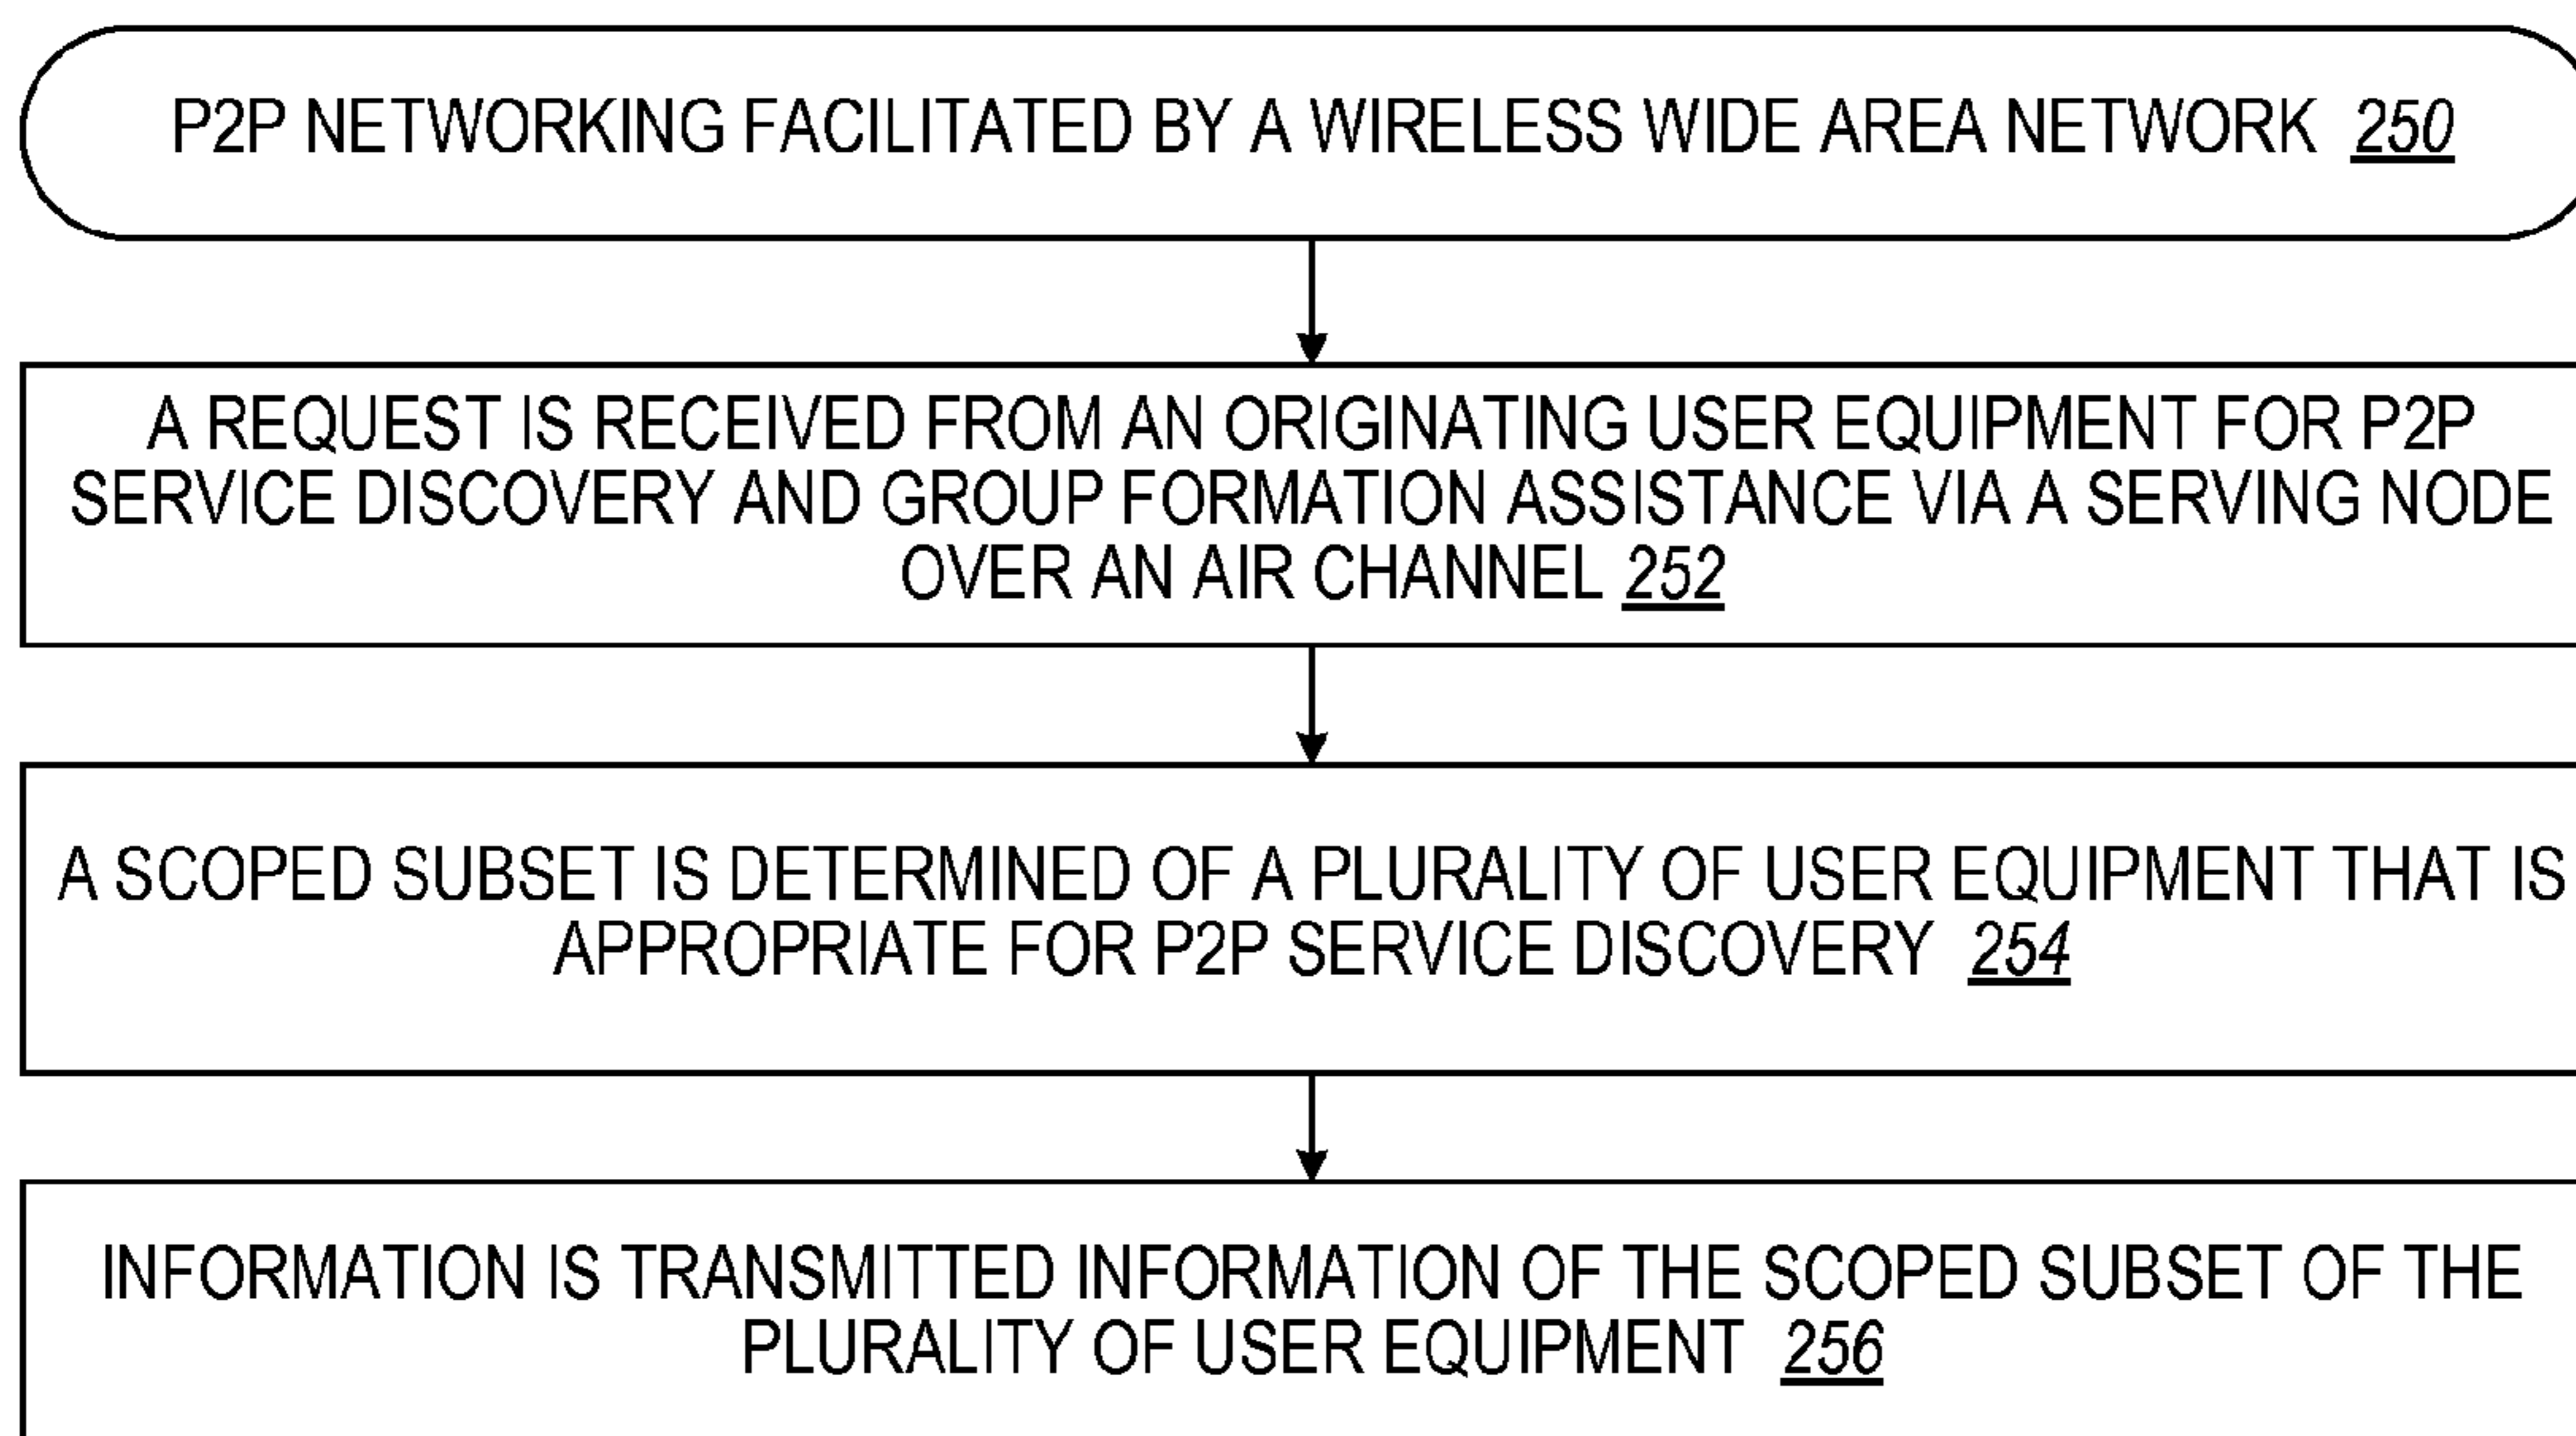 P2P NETWORKING FACILITATED BY A WIRELESS WIDE AREA NETWORK 250
A REQUEST IS RECEIVED FROM AN ORIGINATING USER EQUIPMENT FOR P2P
SERVICE DISCOVERY AND GROUP FORMATION ASSISTANCE VIA A SERVING NODE
OVER AN AIR CHANNEL 252
A SCOPED SUBSET IS DETERMINED OF A PLURALITY OF USER EQUIPMENT THAT IS
APPROPRIATE FOR P2P SERVICE DISCOVERY 254
INFORMATION IS TRANSMITTED INFORMATION OF THE SCOPED SUBSET OF THE
PLURALITY OF USER EQUIPMENT 256